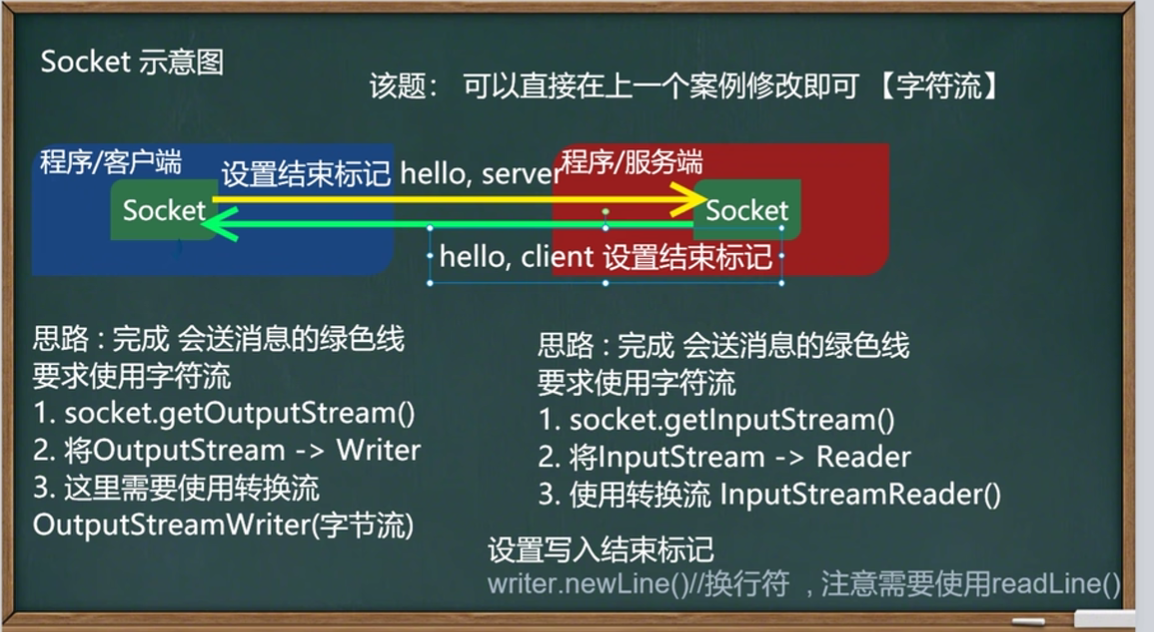 Socket 示意图
该题： 可以直接在上一个案例修改即可 【字符流】
程序/客户端
设置结束标记 hello, server
程序/服务端
Socket
Socket
hello, client 设置结束标记
思路 : 完成 会送消息的绿色线
要求使用字符流
1. socket.getOutputStream()
2. 将OutputStream -> Writer
3. 这里需要使用转换流
OutputStreamWriter(字节流)
思路 : 完成 会送消息的绿色线
要求使用字符流
1. socket.getInputStream()
2. 将InputStream -> Reader
3. 使用转换流 InputStreamReader()
设置写入结束标记
writer.newLine()//换行符 , 注意需要使用readLine()